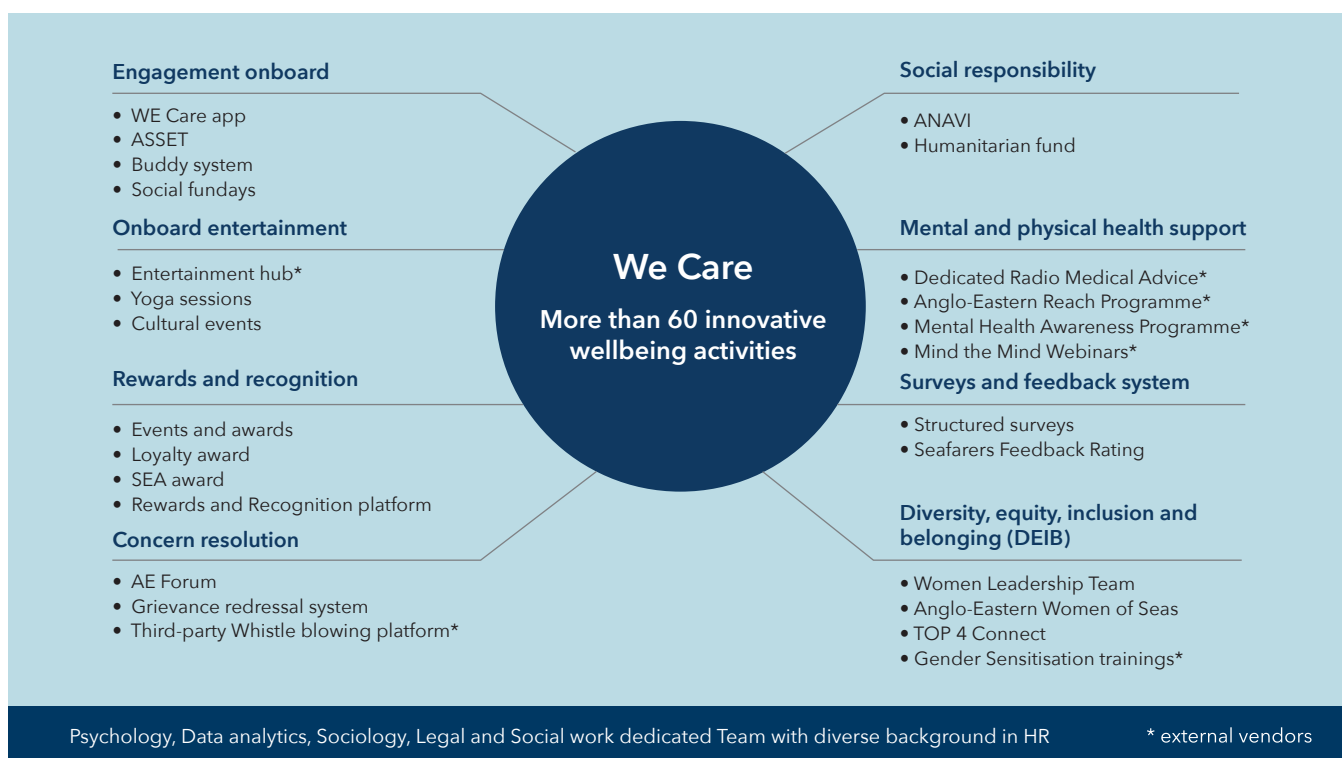 Engagement onboard
• WE Care app
• ASSET
• Buddy system
• Social fundays
Onboard entertainment
• Entertainment hub*
• Yoga sessions
• Cultural events
Rewards and recognition
• Events and awards
• Loyalty award
• SEA award
• Rewards and Recognition platform
Concern resolution
• AE Forum
• Grievance redressal system
• Third-party Whistle blowing platform*
We Care
More than 60 innovative
wellbeing activities
Social responsibility
• ANAVI
• Humanitarian fund
Mental and physical health support
• Dedicated Radio Medical Advice*
• Anglo-Eastern Reach Programme*
• Mental Health Awareness Programme*
• Mind the Mind Webinars*
Surveys and feedback system
• Structured surveys
• Seafarers Feedback Rating
Diversity, equity, inclusion and
belonging (DEIB)
• Women Leadership Team
• Anglo-Eastern Women of Seas
• TOP 4 Connect
• Gender Sensitisation trainings*
Psychology, Data analytics, Sociology, Legal and Social work dedicated Team with diverse background in HR
* external vendors